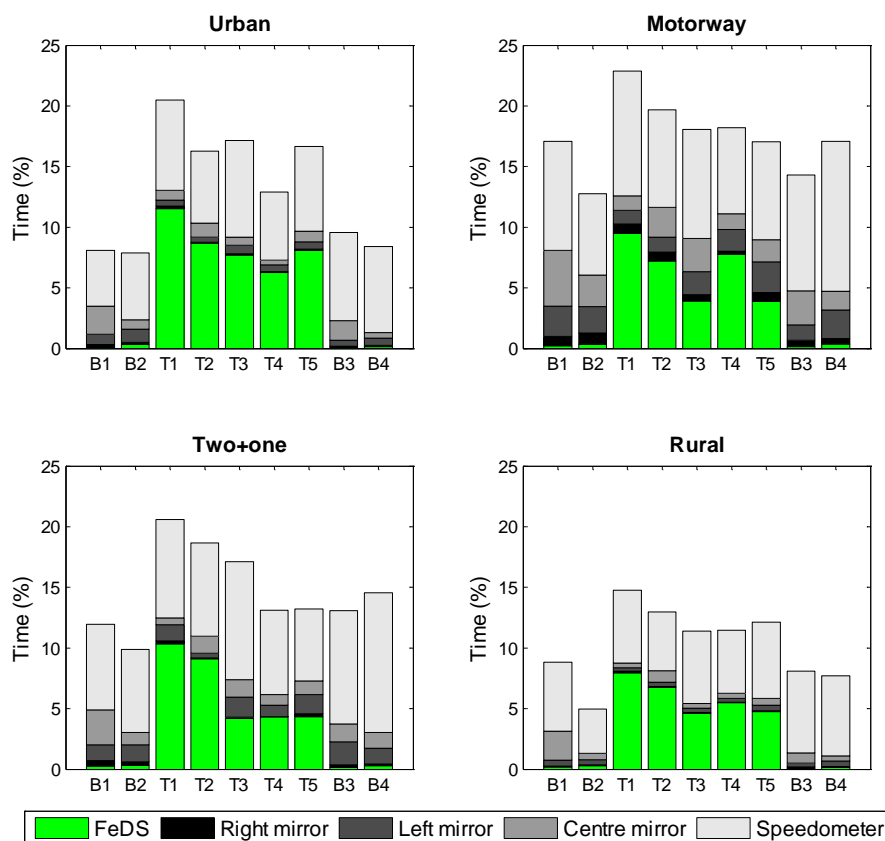 Urban
Time (%)
25
20
15
10
5
0
B1 B2 T1 T2 T3 T4 T5 B3 B4
Motorway
Time (%)
25
20
15
10
5
0
B1 B2 T1 T2 T3 T4 T5 B3 B4
Two+one
Time (%)
25
20
15
10
5
0
B1 B2 T1 T2 T3 T4 T5 B3 B4
Rural
Time (%)
25
20
15
10
5
0
B1 B2 T1 T2 T3 T4 T5 B3 B4
FeDS Right mirror Left mirror Centre mirror Speedometer